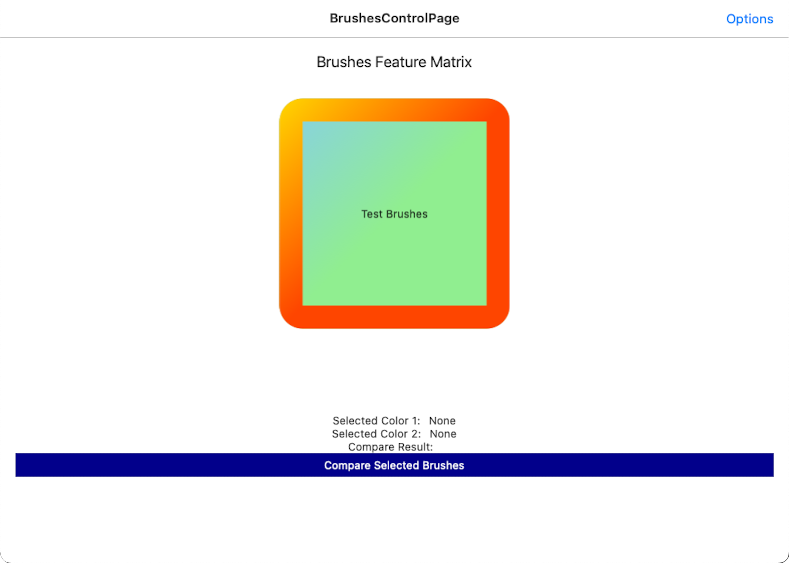 BrushesControlPage
Options
Brushes Feature Matrix
Test Brushes
Selected Color 1: None
Selected Color 2: None
Compare Result:
Compare Selected Brushes